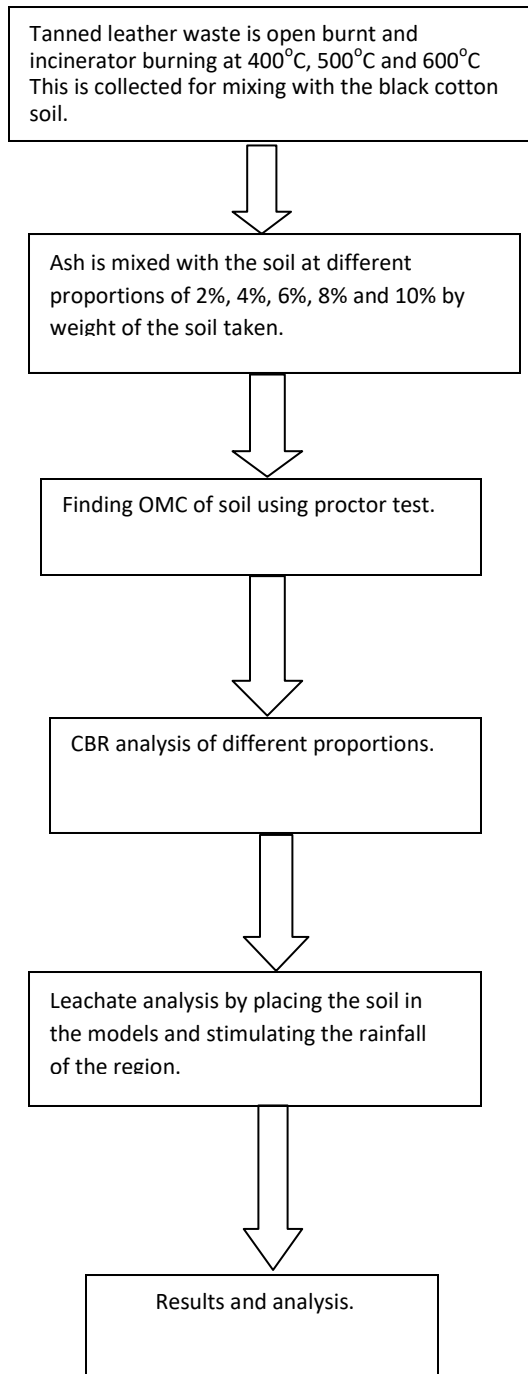 Tanned leather waste is open burnt and
incinerator burning at 400°C, 500°C and 600°C
This is collected for mixing with the black cotton
soil.
Ash is mixed with the soil at different
proportions of 2%, 4%, 6%, 8% and 10% by
weight of the soil taken.
Finding OMC of soil using proctor test.
CBR analysis of different proportions.
Leachate analysis by placing the soil in
the models and stimulating the rainfall
of the region.
Results and analysis.